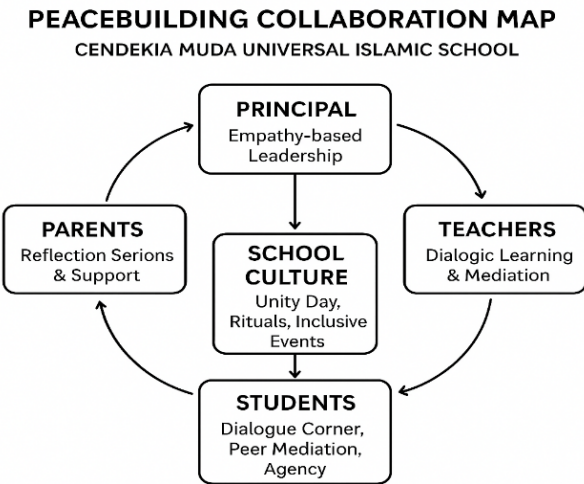 PEACEBUILDING COLLABORATION MAP
CENDEKIA MUDA UNIVERSAL ISLAMIC SCHOOL
PRINCIPAL
Empathy-based
Leadership
PARENTS
Reflection Serions
& Support
SCHOOL
CULTURE
Unity Day,
Rituals, Inclusive
Events
TEACHERS
Dialogic Learning
& Mediation
STUDENTS
Dialogue Corner,
Peer Mediation,
Agency